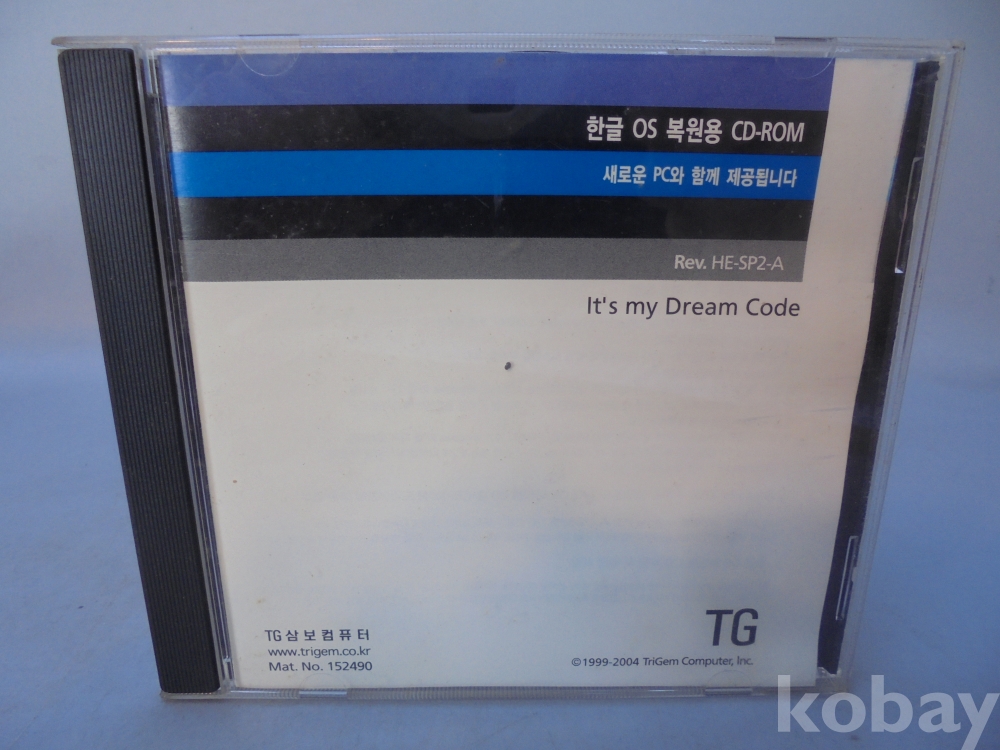 한글 OS 복원용 CD-ROM
새로운 PC와 함께 제공됩니다
Rev. HE-SP2-A
It's my Dream Code
TG
TG삼보컴퓨터
www.trigem.co.kr
Mat. No. 152490
©1999-2004 TriGem Computer, Inc.
kobay